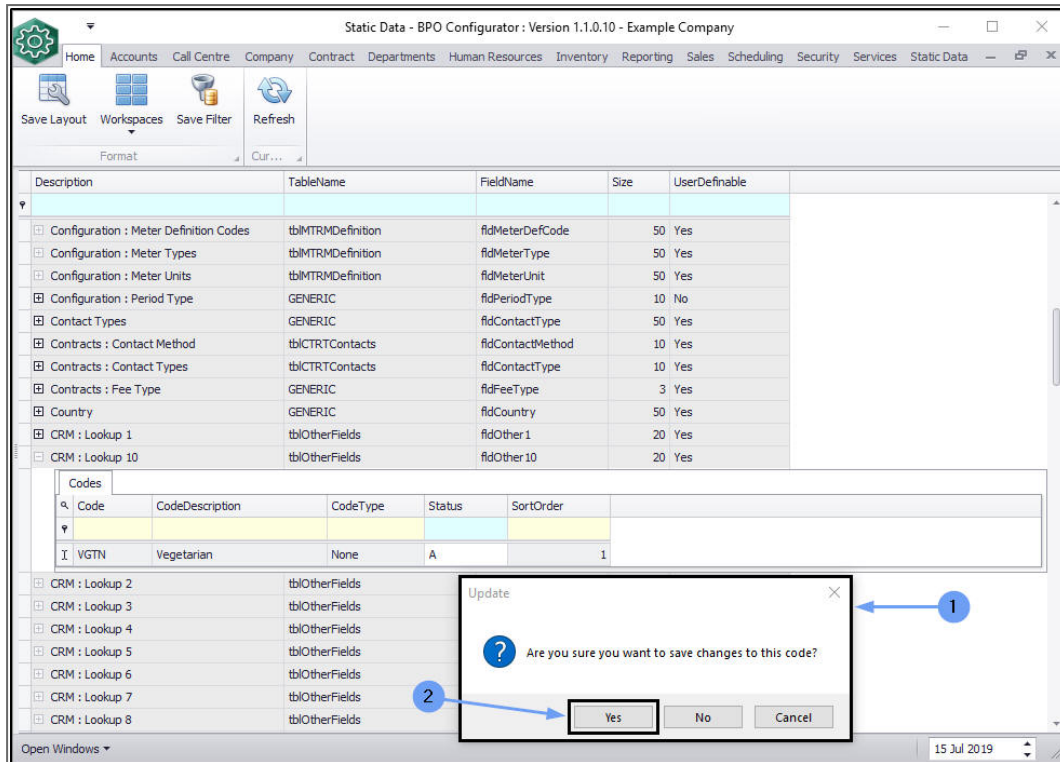 Static Data - BPO Configurator : Version 1.1.0.10 - Example Company
Home Accounts Call Centre Company Contract Departments Human Resources Inventory Reporting Sales Scheduling Security Services Static Data
Save Layout Workspaces Save Filter Refresh
Format Cur...
Description TableName FieldName Size UserDefinable
Configuration : Meter Definition Codes tblMTRMDefinition fldMeterDefCode 50 Yes
Configuration : Meter Types tblMTRMDefinition fldMeterType 50 Yes
Configuration : Meter Units tblMTRMDefinition fldMeterUnit 50 Yes
Configuration : Period Type GENERIC fldPeriodType 10 No
Contact Types GENERIC fldContactType 50 Yes
Contracts : Contact Method tblCTRTContacts fldContactMethod 10 Yes
Contracts : Contact Types tblCTRTContacts fldContactType 10 Yes
Contracts : Fee Type GENERIC fldFeeType 3 Yes
Country GENERIC fldCountry 50 Yes
CRM : Lookup 1 tblOtherFields fldOther1 20 Yes
CRM : Lookup 10 tblOtherFields fldOther10 20 Yes
Codes
Code CodeDescription CodeType Status SortOrder
VGTN Vegetarian None A 1
CRM : Lookup 2 tblOtherFields
CRM : Lookup 3 tblOtherFields
CRM : Lookup 4 tblOtherFields
CRM : Lookup 5 tblOtherFields
CRM : Lookup 6 tblOtherFields
CRM : Lookup 7 tblOtherFields
CRM : Lookup 8 tblOtherFields
Update
1
Are you sure you want to save changes to this code?
2
Yes No Cancel
Open Windows 15 Jul 2019